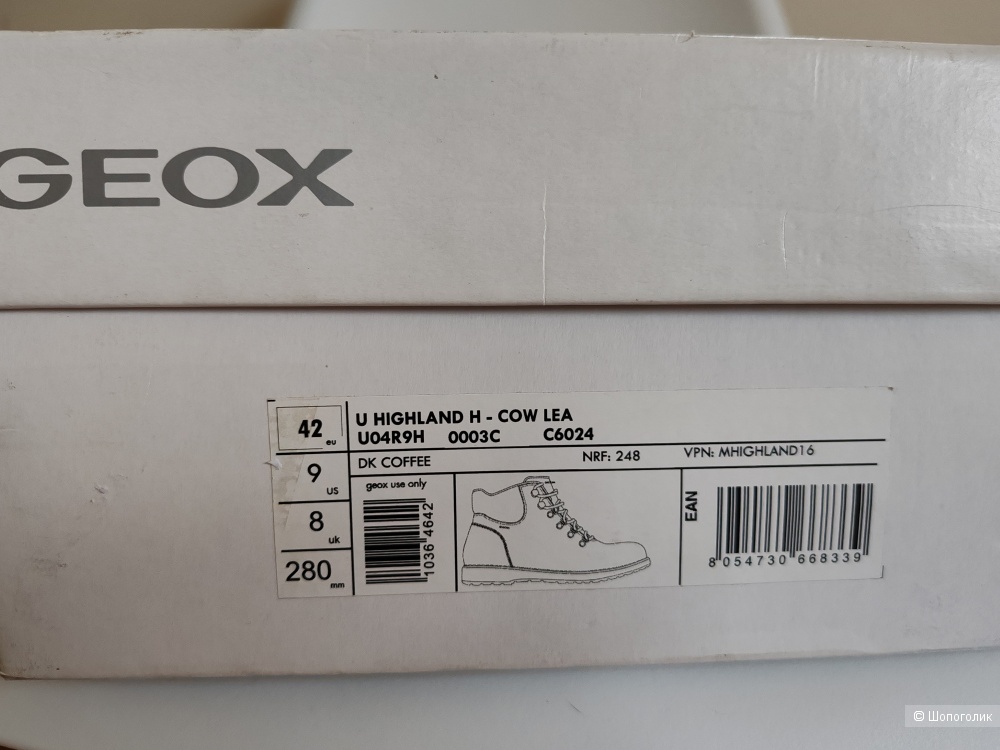 GEOX
42 eu
9 US
8 uk
280 mm
U HIGHLAND H - COW LEA
U04R9H 0003C C6024
DK COFFEE NRF: 248 VPN: MHIGHLAND16
geox use only
1036 4642
EAN
8 054730 668339
© Шопоголик